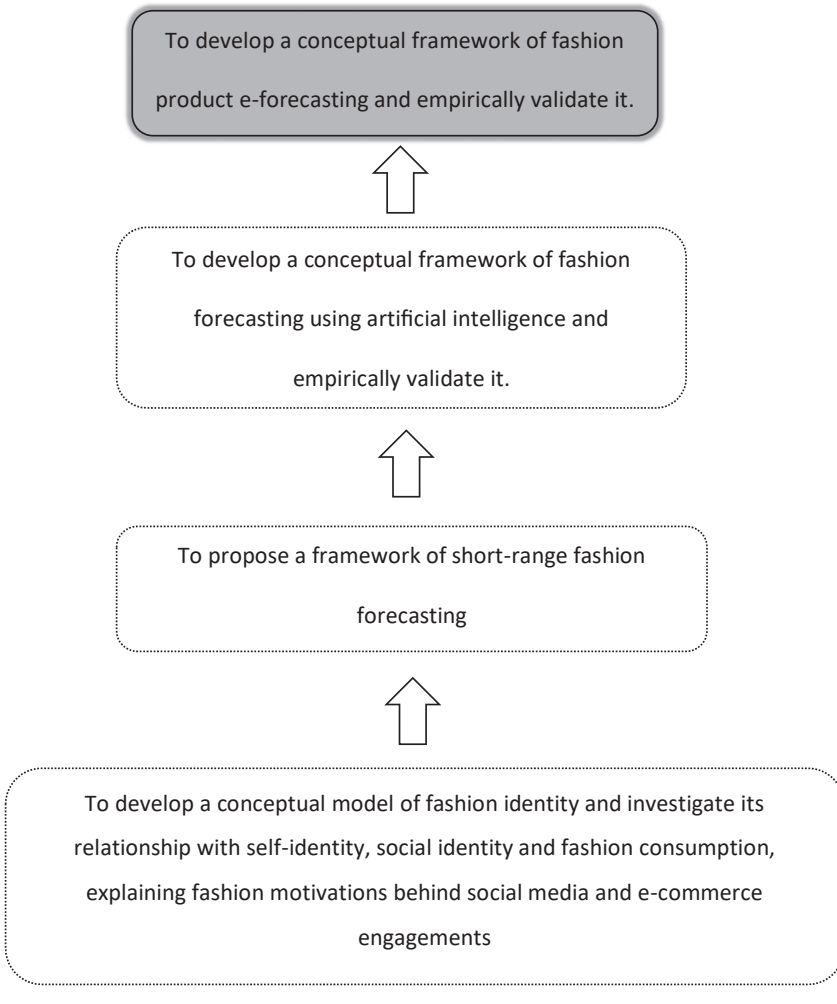 To develop a conceptual framework of fashion
product e-forecasting and empirically validate it.
To develop a conceptual framework of fashion
forecasting using artificial intelligence and
empirically validate it.
To propose a framework of short-range fashion
forecasting
To develop a conceptual model of fashion identity and investigate its
relationship with self-identity, social identity and fashion consumption,
explaining fashion motivations behind social media and e-commerce
engagements